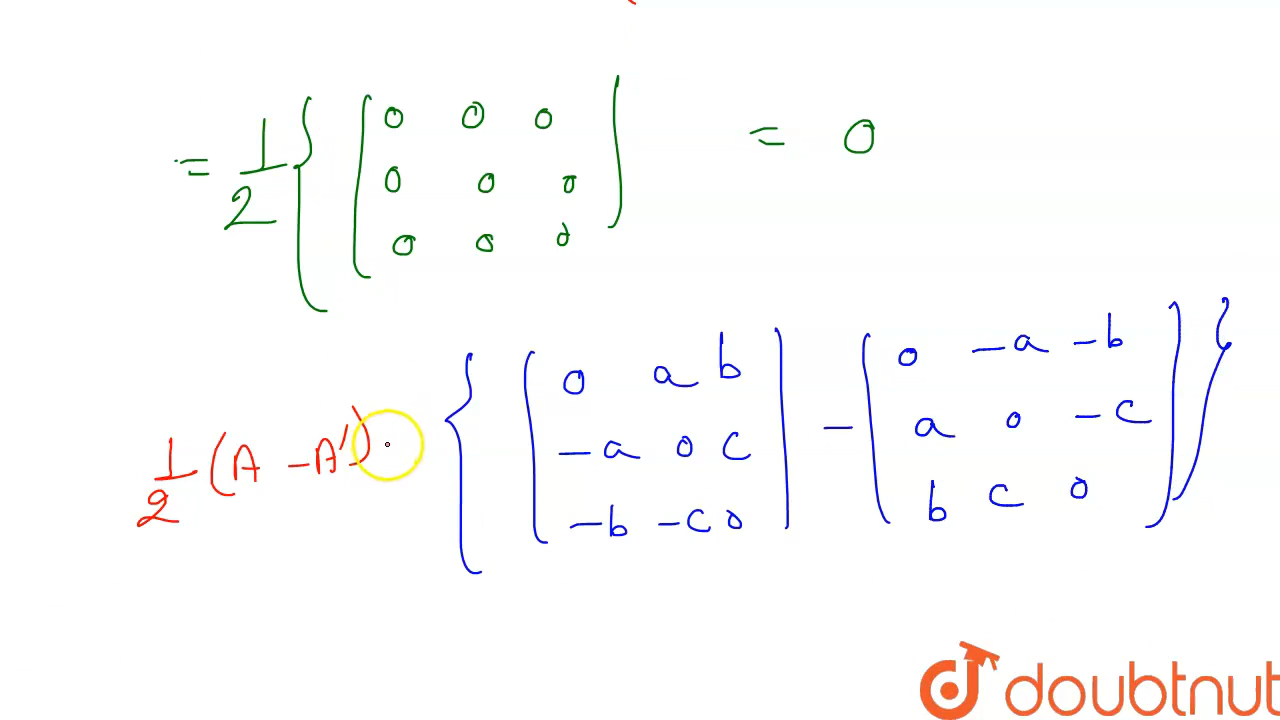 = 1/2 { [ 0 0 0 ] = 0
0 0 0
0 0 0
1/2 (A - A') { [ 0 a b ] - [ 0 -a -b ] }
-a 0 c a 0 -c
-b -c 0 b c 0
doubtnut